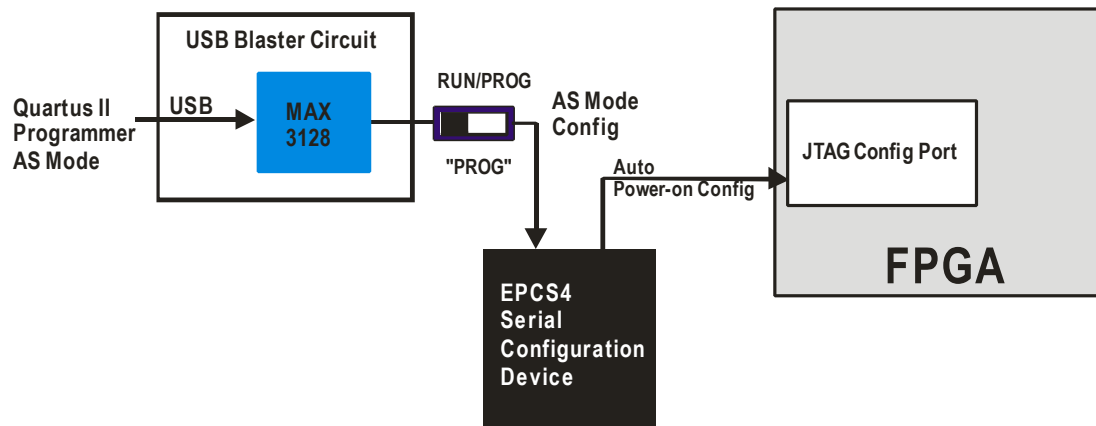 USB Blaster Circuit
Quartus II
Programmer
AS Mode
USB
MAX
3128
RUN/PROG
"PROG"
AS Mode
Config
Auto
Power-on Config
JTAG Config Port
FPGA
EPCS4
Serial
Configuration
Device